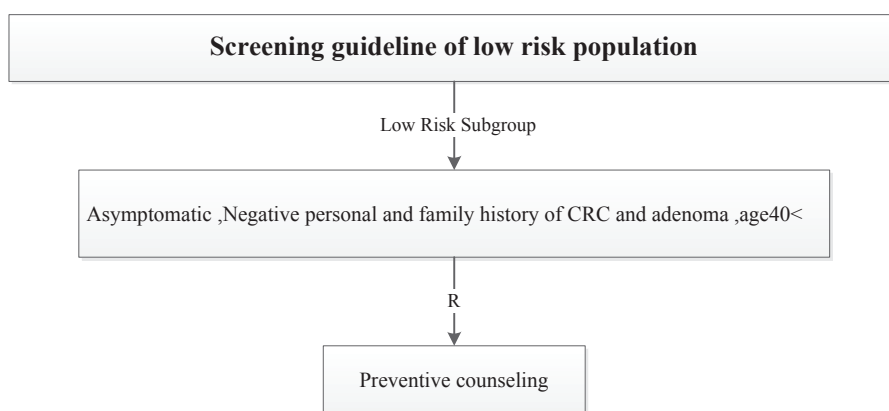 Screening guideline of low risk population
Low Risk Subgroup
Asymptomatic ,Negative personal and family history of CRC and adenoma ,age40<
R
Preventive counseling